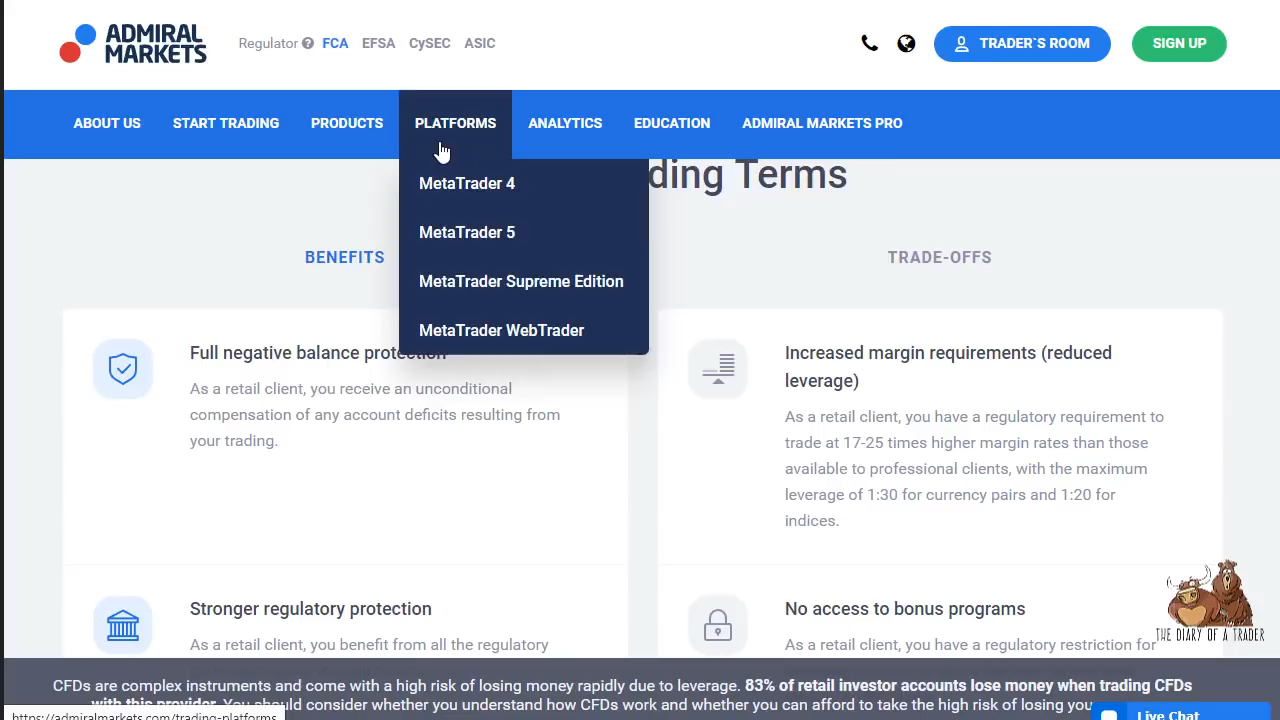 ADMIRAL
MARKETS
Regulator FCA EFSA CySEC ASIC
TRADER`S ROOM
SIGN UP
ABOUT US START TRADING PRODUCTS PLATFORMS ANALYTICS EDUCATION ADMIRAL MARKETS PRO
MetaTrader 4
MetaTrader 5
MetaTrader Supreme Edition
MetaTrader WebTrader
ding Terms
BENEFITS
TRADE-OFFS
Full negative balance protection
As a retail client, you receive an unconditional
compensation of any account deficits resulting from
your trading.
Increased margin requirements (reduced
leverage)
As a retail client, you have a regulatory requirement to
trade at 17-25 times higher margin rates than those
available to professional clients, with the maximum
leverage of 1:30 for currency pairs and 1:20 for
indices.
Stronger regulatory protection
As a retail client, you benefit from all the regulatory
No access to bonus programs
As a retail client, you have a regulatory restriction for
THE DIARY OF A TRADER
CFDs are complex instruments and come with a high risk of losing money rapidly due to leverage. 83% of retail investor accounts lose money when trading CFDs
with this provider. You should consider whether you understand how CFDs work and whether you can afford to take the high risk of losing you
https://admiralmarkets.com/trading-platforms
Live Chat